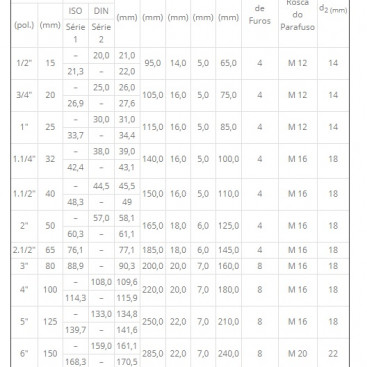 ISO DIN de Rosca d2 (mm)
(mm) (mm) (mm) (mm) (mm) Furos do
(pol.) (mm) Série 1 Série 2 Parafuso
1/2" 15 – 20,0 21,0 95,0 14,0 5,0 65,0 4 M 12 14
21,3 – 22,0
3/4" 20 – 25,0 26,0 105,0 16,0 5,0 75,0 4 M 12 14
26,9 – 27,6
1" 25 – 30,0 31,0 115,0 16,0 5,0 85,0 4 M 12 14
33,7 – 34,4
1.1/4" 32 – 38,0 39,0 140,0 16,0 5,0 100,0 4 M 16 18
42,4 – 43,1
1.1/2" 40 – 44,5 45,5 150,0 16,0 5,0 110,0 4 M 16 18
48,3 – 49
2" 50 – 57,0 58,1 165,0 18,0 6,0 125,0 4 M 16 18
60,3 – 61,1
2.1/2" 65 76,1 – 77,1 185,0 18,0 6,0 145,0 4 M 16 18
3" 80 88,9 – 90,3 200,0 20,0 7,0 160,0 8 M 16 18
4" 100 – 108,0 109,6 220,0 20,0 7,0 180,0 8 M 16 18
114,3 – 115,9
5" 125 – 133,0 134,8 250,0 22,0 7,0 210,0 8 M 16 18
139,7 – 141,6
6" 150 – 159,0 161,1 285,0 22,0 7,0 240,0 8 M 20 22
168,3 – 170,5